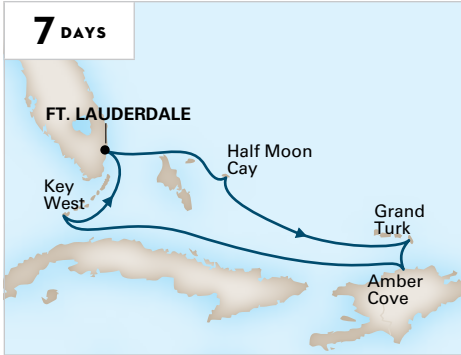 7 DAYS
FT. LAUDERDALE
Half Moon
Cay
Key
West
Grand
Turk
Amber
Cove